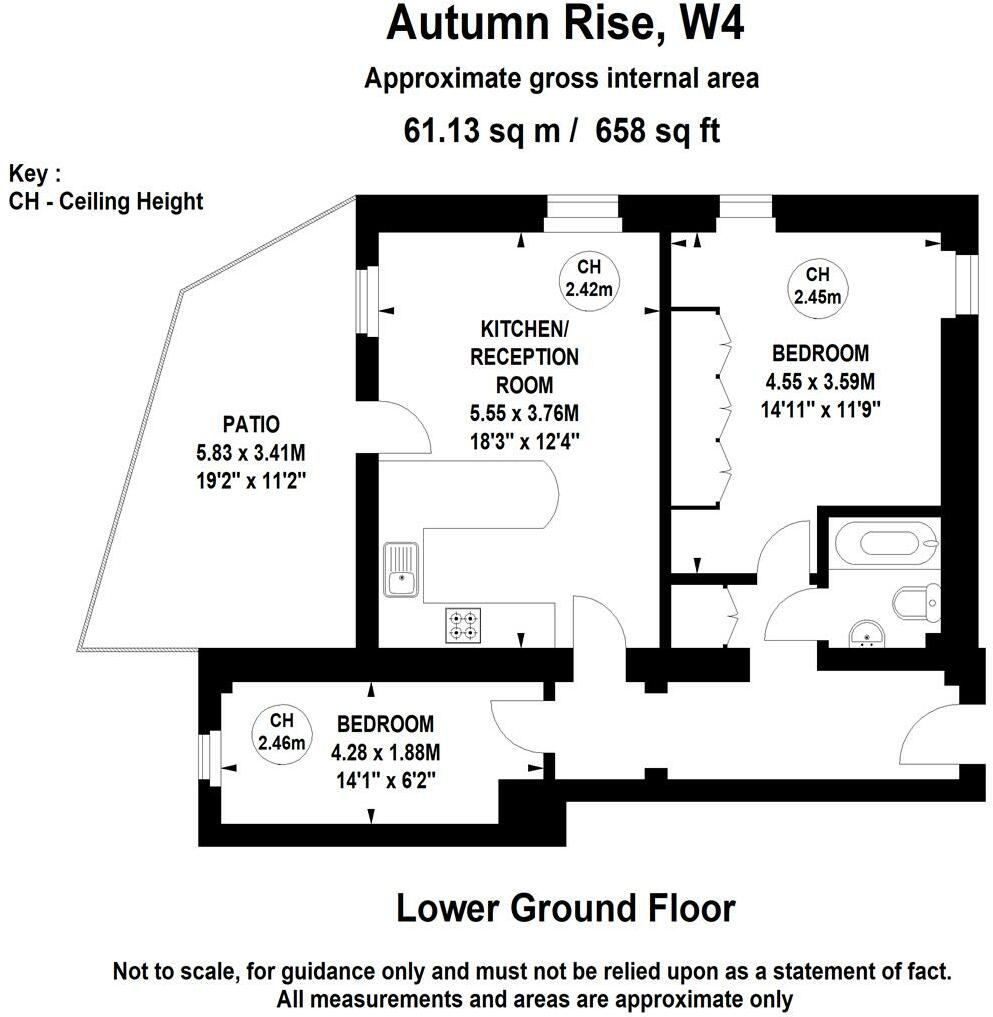 Autumn Rise, W4
Approximate gross internal area
61.13 sq m / 658 sq ft
Key :
CH - Ceiling Height
CH
2.42m
CH
2.45m
KITCHEN/
RECEPTION
ROOM
5.55 x 3.76M
18'3" x 12'4"
BEDROOM
4.55 x 3.59M
14'11" x 11'9"
PATIO
5.83 x 3.41M
19'2" x 11'2"
CH
2.46m
BEDROOM
4.28 x 1.88M
14'1" x 6'2"
Lower Ground Floor
Not to scale, for guidance only and must not be relied upon as a statement of fact.
All measurements and areas are approximate only